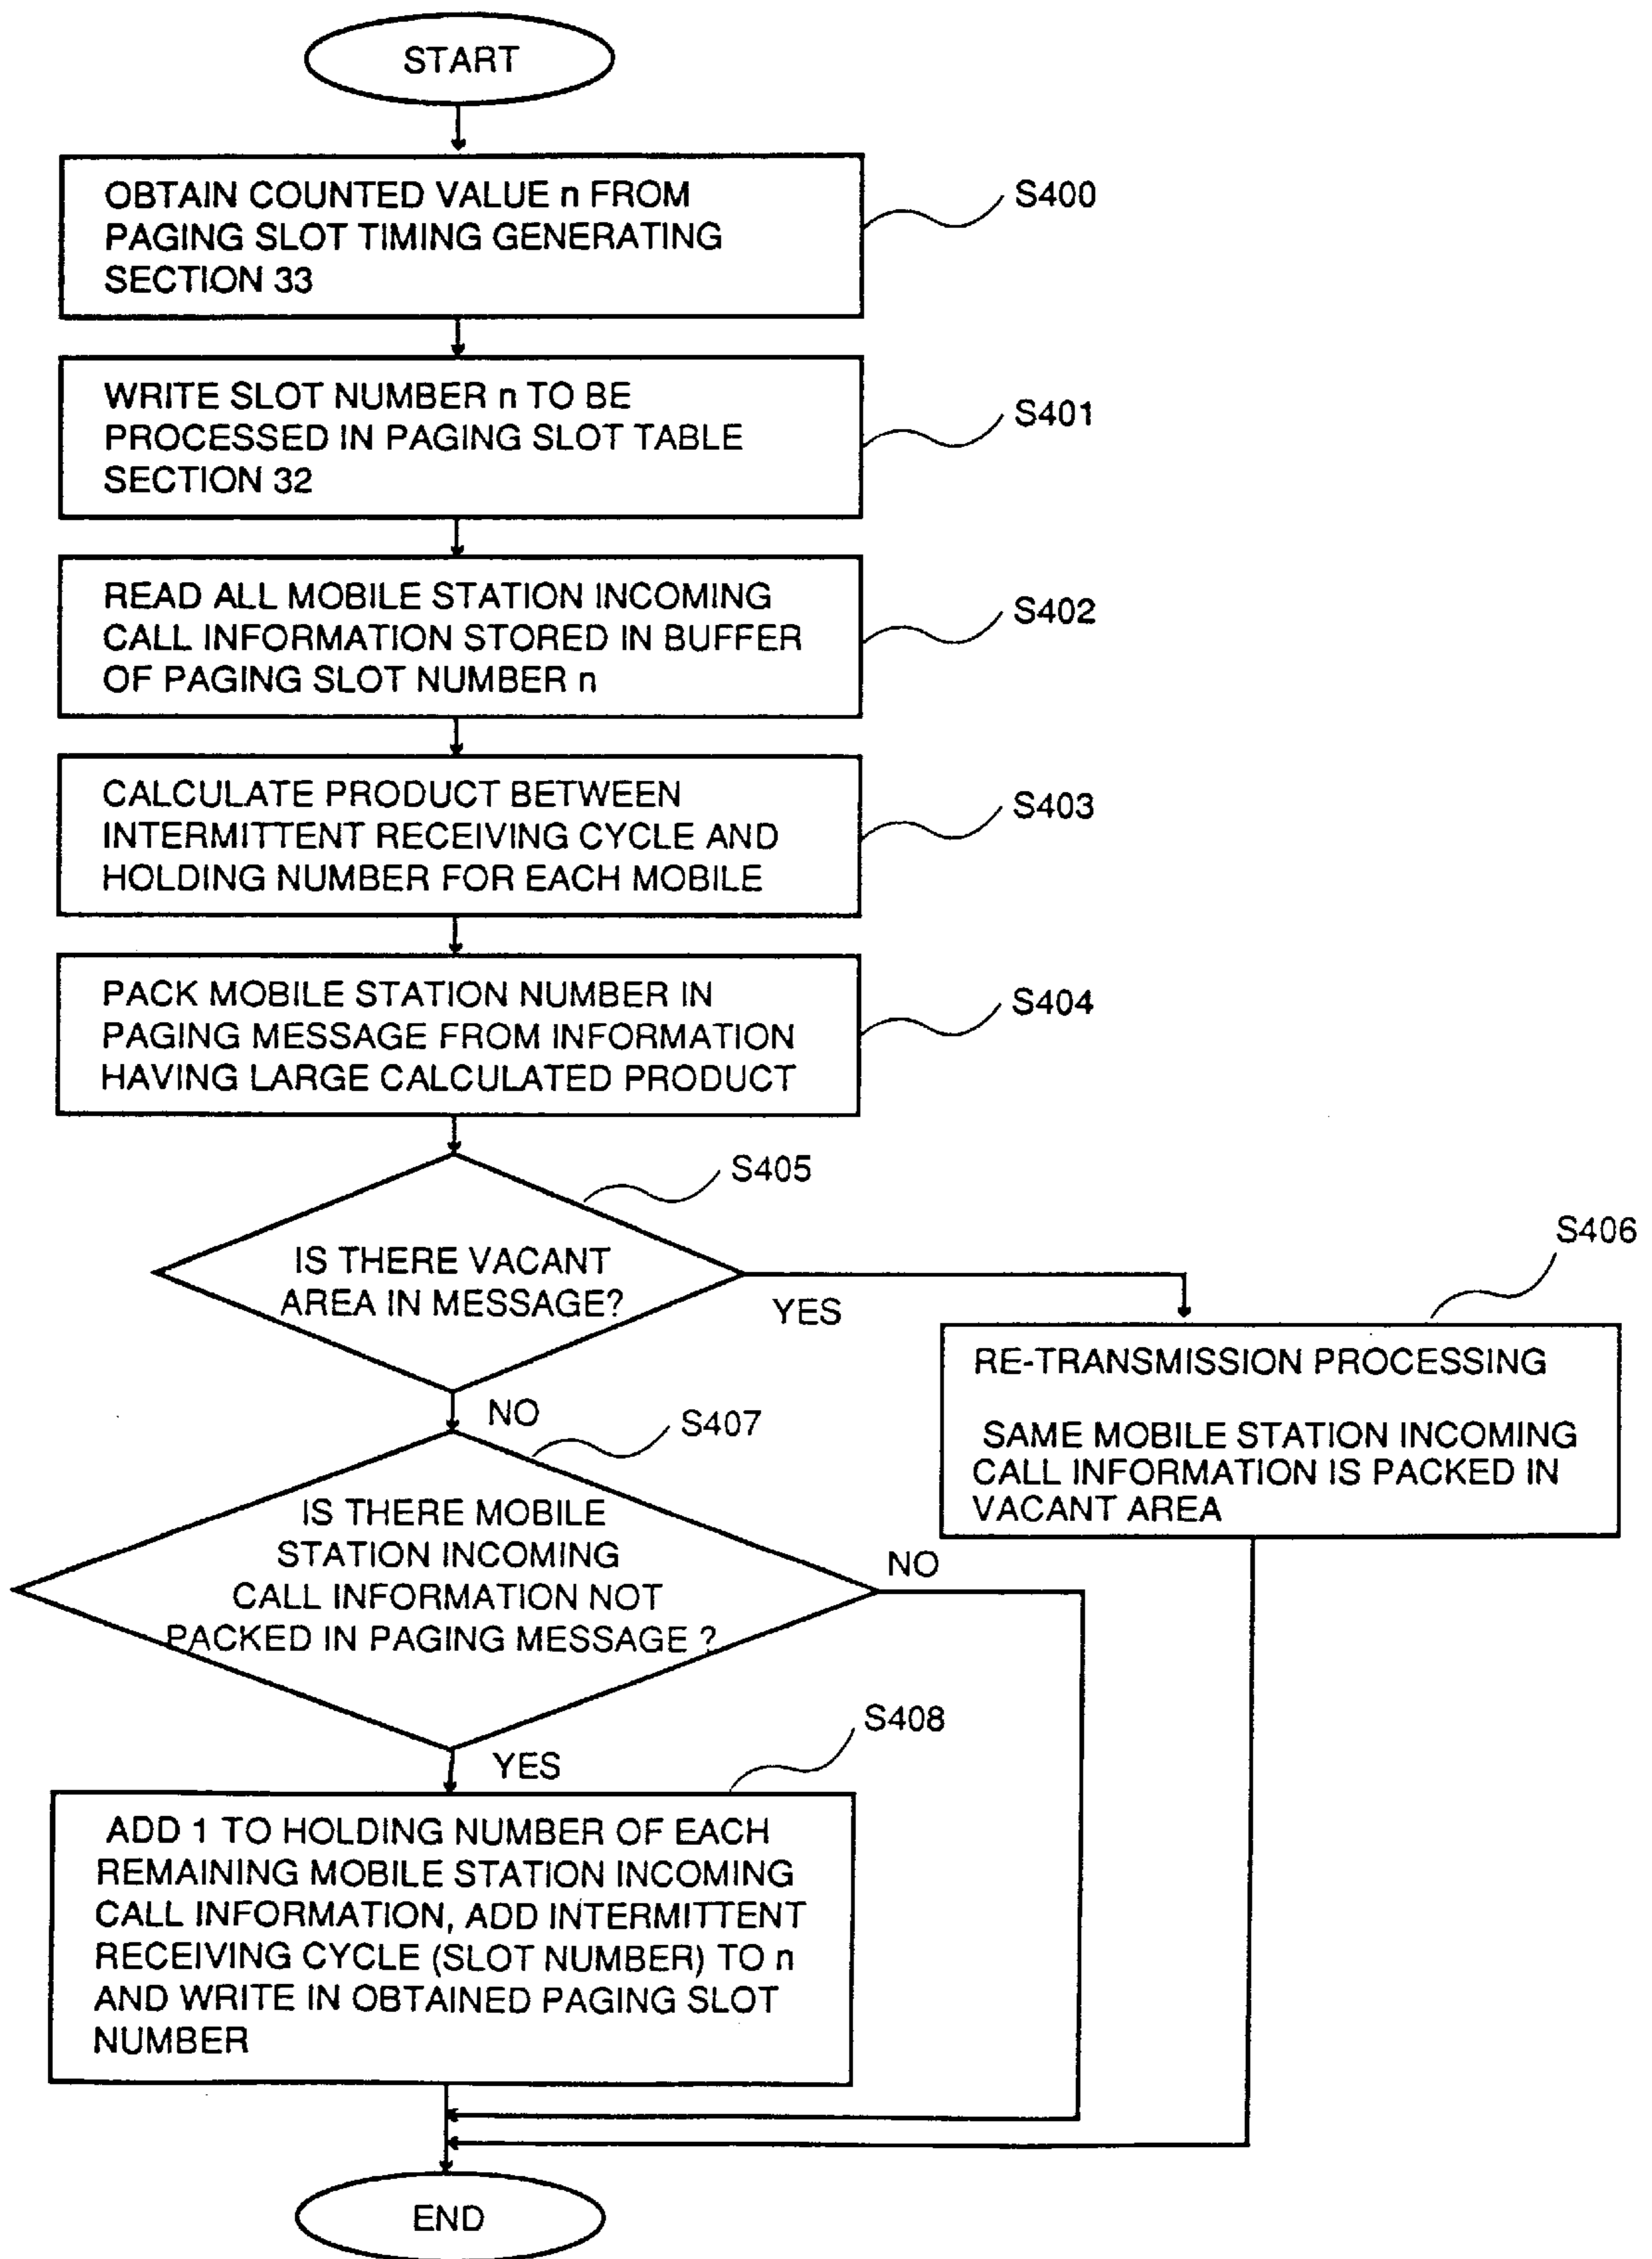 START
OBTAIN COUNTED VALUE n FROM
PAGING SLOT TIMING GENERATING
SECTION 33
S400
WRITE SLOT NUMBER n TO BE
PROCESSED IN PAGING SLOT TABLE
SECTION 32
S401
READ ALL MOBILE STATION INCOMING
CALL INFORMATION STORED IN BUFFER
OF PAGING SLOT NUMBER n
S402
CALCULATE PRODUCT BETWEEN
INTERMITTENT RECEIVING CYCLE AND
HOLDING NUMBER FOR EACH MOBILE
S403
PACK MOBILE STATION NUMBER IN
PAGING MESSAGE FROM INFORMATION
HAVING LARGE CALCULATED PRODUCT
S404
S405
IS THERE VACANT
AREA IN MESSAGE?
YES
S406
RE-TRANSMISSION PROCESSING
SAME MOBILE STATION INCOMING
CALL INFORMATION IS PACKED IN
VACANT AREA
NO
S407
IS THERE MOBILE
STATION INCOMING
CALL INFORMATION NOT
PACKED IN PAGING MESSAGE ?
NO
YES
S408
ADD 1 TO HOLDING NUMBER OF EACH
REMAINING MOBILE STATION INCOMING
CALL INFORMATION, ADD INTERMITTENT
RECEIVING CYCLE (SLOT NUMBER) TO n
AND WRITE IN OBTAINED PAGING SLOT
NUMBER
END